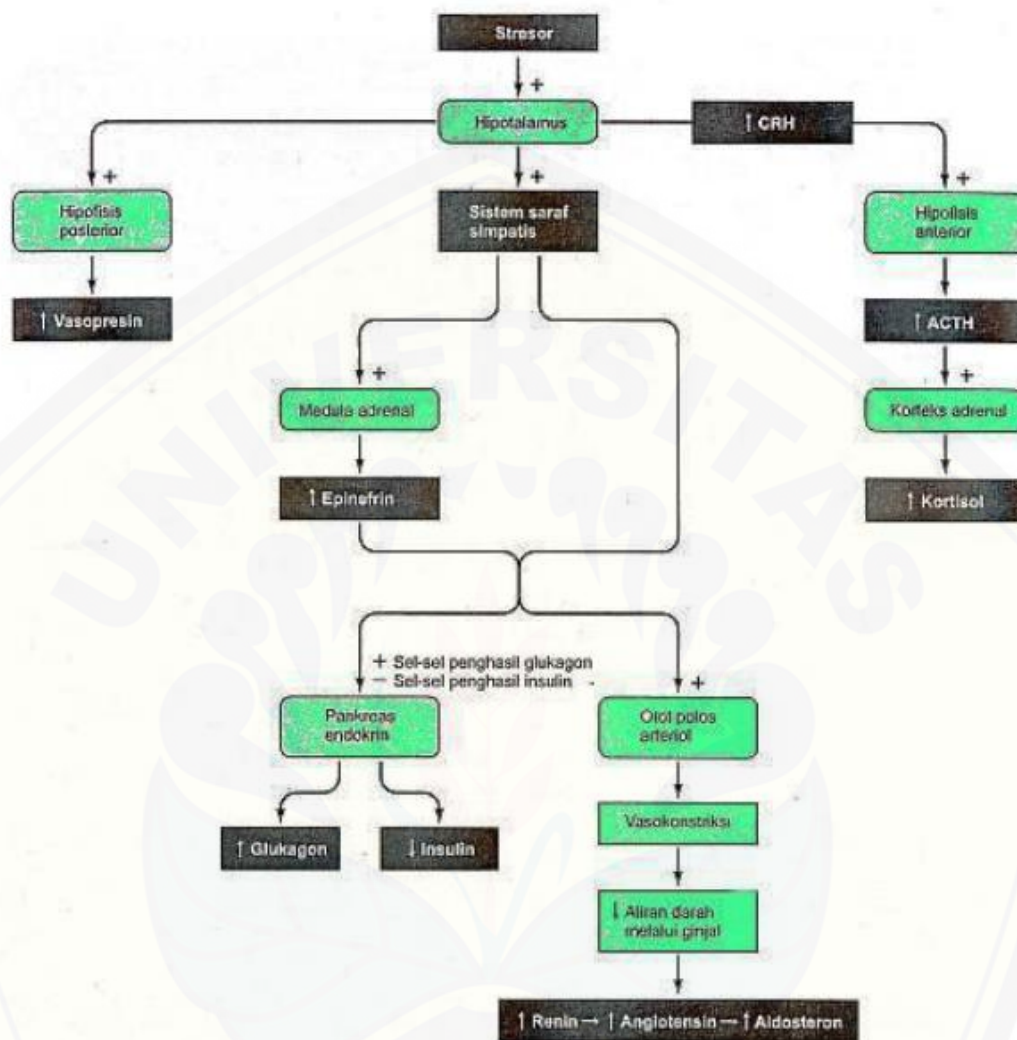 Stresor
+
Hipotalamus
↑ CRH
+
+
+
Hipofisis
posterior
Sistem saraf
simpatis
Hipofisis
anterior
↑ Vasopresin
↑ ACTH
+
+
Medula adrenal
Korteks adrenal
↑ Epinefrin
↑ Kortisol
+ Sel-sel penghasil glukagon
− Sel-sel penghasil insulin
+
Pankreas
endokrin
Otot polos
arteriol
Vasokonstriksi
↑ Glukagon
↓ Insulin
↓ Aliran darah
melalui ginjal
↑ Renin → ↑ Angiotensin → ↑ Aldosteron
UNIVERSITAS